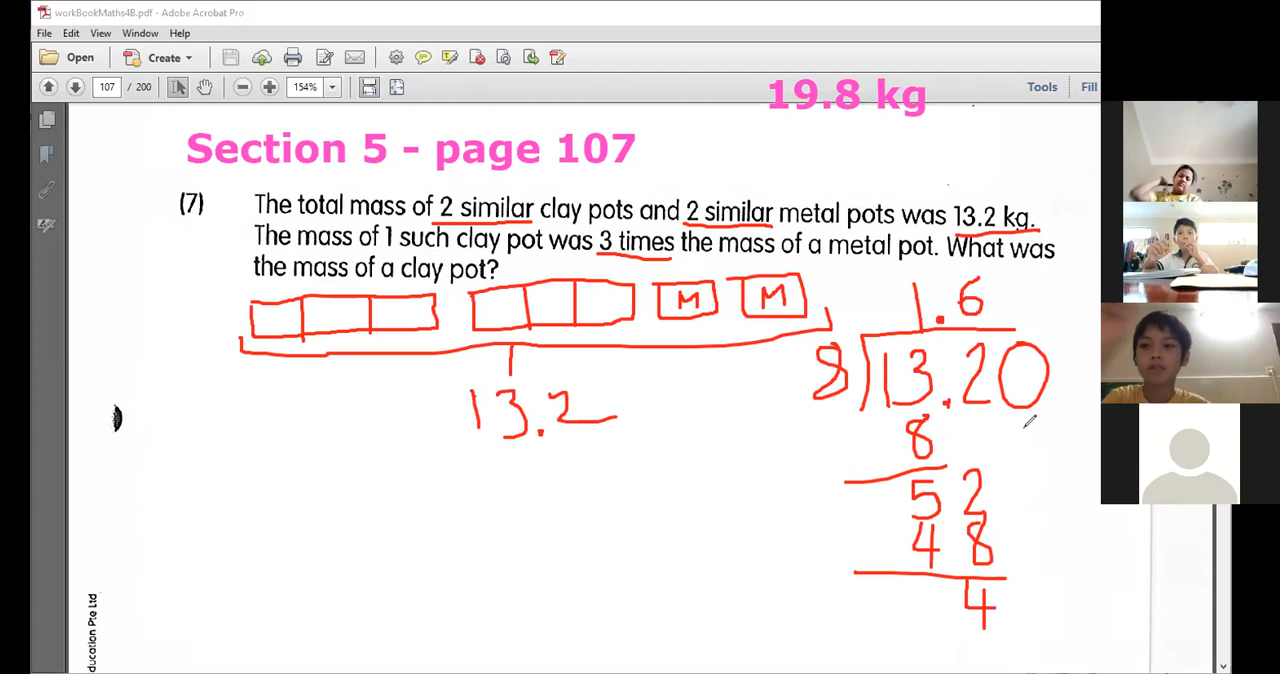 workBookMaths4B.pdf - Adobe Acrobat Pro
File Edit View Window Help
Open Create
107 / 200 154% Tools Fill
19.8 kg
Section 5 - page 107
(7) The total mass of 2 similar clay pots and 2 similar metal pots was 13.2 kg.
The mass of 1 such clay pot was 3 times the mass of a metal pot. What was
the mass of a clay pot?
M M
13.2
1.6
8 13.20
8
52
48
4
ducation Pte Ltd